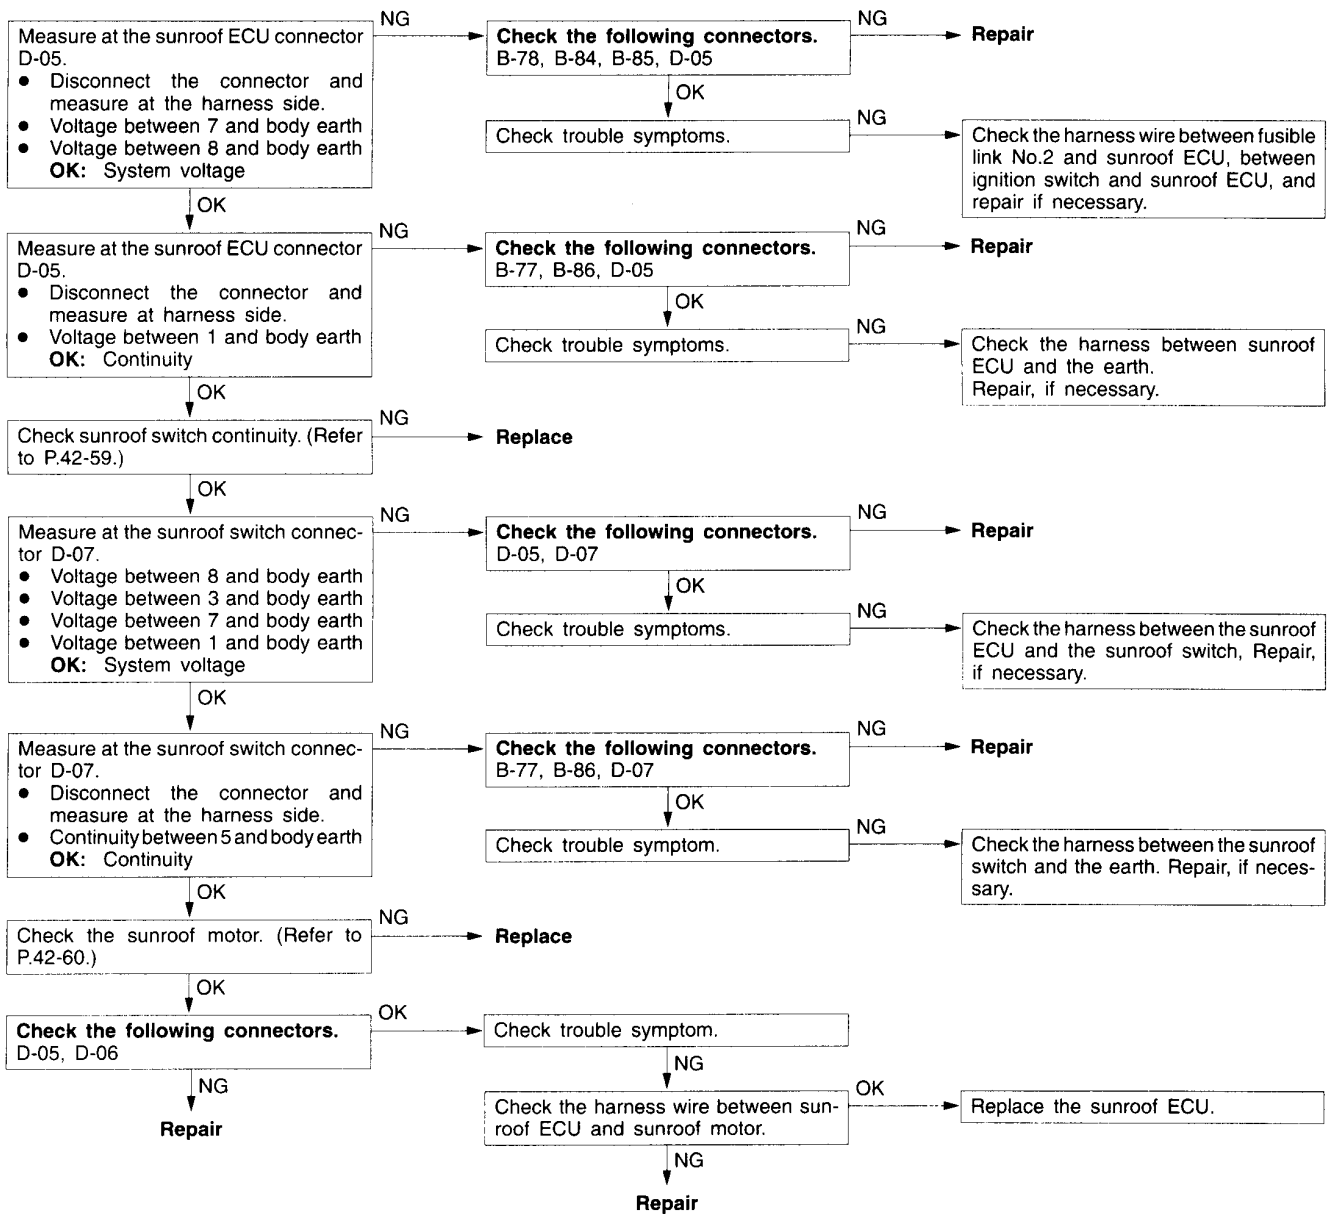 Measure at the sunroof ECU connector
D-05.
● Disconnect the connector and
measure at the harness side.
● Voltage between 7 and body earth
● Voltage between 8 and body earth
OK: System voltage
NG
Check the following connectors.
B-78, B-84, B-85, D-05
NG
Repair
OK
Check trouble symptoms.
NG
Check the harness wire between fusible
link No.2 and sunroof ECU, between
ignition switch and sunroof ECU, and
repair if necessary.
OK
Measure at the sunroof ECU connector
D-05.
● Disconnect the connector and
measure at harness side.
● Voltage between 1 and body earth
OK: Continuity
NG
Check the following connectors.
B-77, B-86, D-05
NG
Repair
OK
Check trouble symptoms.
NG
Check the harness between sunroof
ECU and the earth.
Repair, if necessary.
OK
Check sunroof switch continuity. (Refer
to P.42-59.)
NG
Replace
OK
Measure at the sunroof switch connec-
tor D-07.
● Voltage between 8 and body earth
● Voltage between 3 and body earth
● Voltage between 7 and body earth
● Voltage between 1 and body earth
OK: System voltage
NG
Check the following connectors.
D-05, D-07
NG
Repair
OK
Check trouble symptoms.
NG
Check the harness between the sunroof
ECU and the sunroof switch, Repair,
if necessary.
OK
Measure at the sunroof switch connec-
tor D-07.
● Disconnect the connector and
measure at the harness side.
● Continuity between 5 and body earth
OK: Continuity
NG
Check the following connectors.
B-77, B-86, D-07
NG
Repair
OK
Check trouble symptom.
NG
Check the harness between the sunroof
switch and the earth. Repair, if neces-
sary.
OK
Check the sunroof motor. (Refer to
P.42-60.)
NG
Replace
OK
Check the following connectors.
D-05, D-06
OK
Check trouble symptom.
NG
Repair
NG
Check the harness wire between sun-
roof ECU and sunroof motor.
OK
Replace the sunroof ECU.
NG
Repair